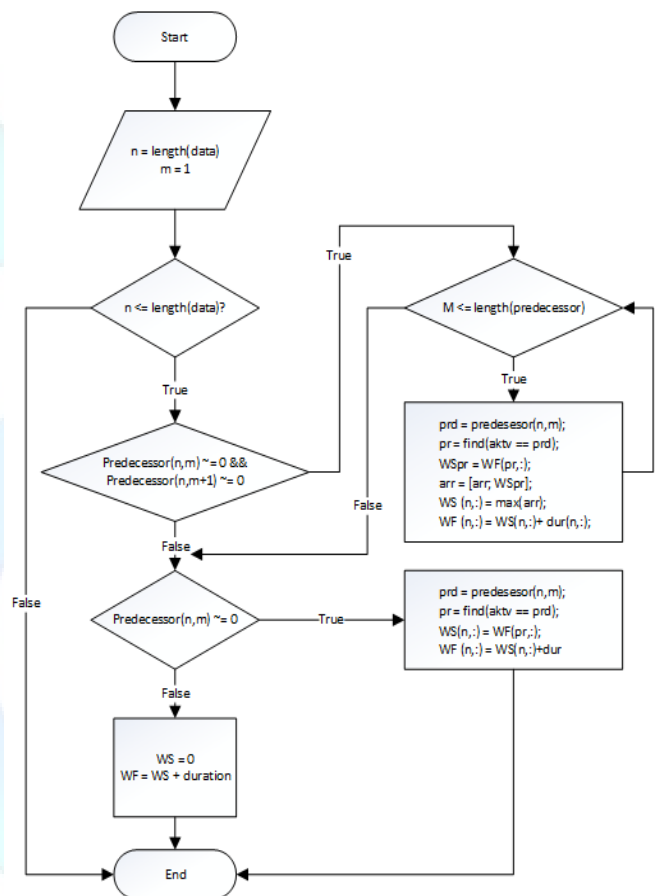 Start
n = length(data)
m = 1
True
n <= length(data)?
M <= length(predecessor)
True
True
prd = predesesor(n,m);
pr= find(aktv == prd);
WSpr = WF(pr,:);
arr = [arr; WSpr];
WS (n,:) = max(arr);
WF (n,:) = WS(n,:)+ dur(n,:);
Predecessor(n,m) ~= 0 &&
Predecessor(n,m+1) ~= 0
False
False
False
Predecessor(n,m) ~= 0
True
prd = predesesor(n,m);
pr= find(aktv == prd);
WS(n,:) = WF(pr,:);
WF (n,:) = WS(n,:)+dur
False
WS = 0
WF = WS + duration
End